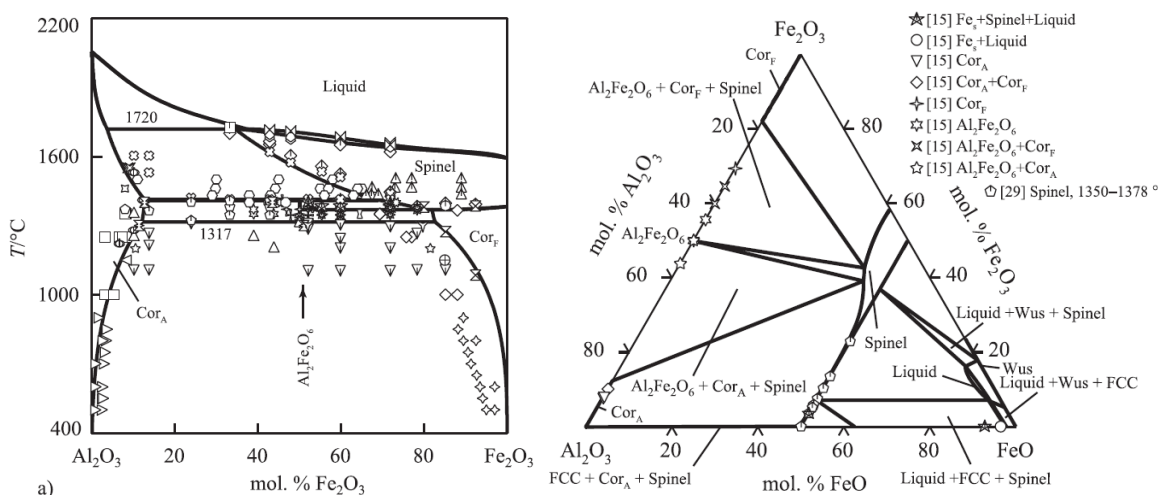 2200
1600
1000
400
T/°C
Liquid
1720
Spinel
1317
Cor_F
Cor_A
Al₂Fe₂O₆
Al₂O₃ 20 40 60 80 Fe₂O₃
mol. % Fe₂O₃
a)
Fe₂O₃
Cor_F
Al₂Fe₂O₆ + Cor_F + Spinel
20
80
mol. % Al₂O₃
40
60
mol. % Fe₂O₃
Al₂Fe₂O₆
60
40
Liquid +Wus + Spinel
Spinel
80
20
Wus
Al₂Fe₂O₆ + Cor_A + Spinel
Liquid
Liquid +Wus + FCC
Cor_A
Al₂O₃ 20 40 60 80 FeO
FCC + Cor_A + Spinel
mol. % FeO
Liquid +FCC + Spinel
[15] Fe_s+Spinel+Liquid
[15] Fe_s+Liquid
[15] Cor_A
[15] Cor_A+Cor_F
[15] Cor_F
[15] Al₂Fe₂O₆
[15] Al₂Fe₂O₆+Cor_F
[15] Al₂Fe₂O₆+Cor_A
[29] Spinel, 1350–1378 °